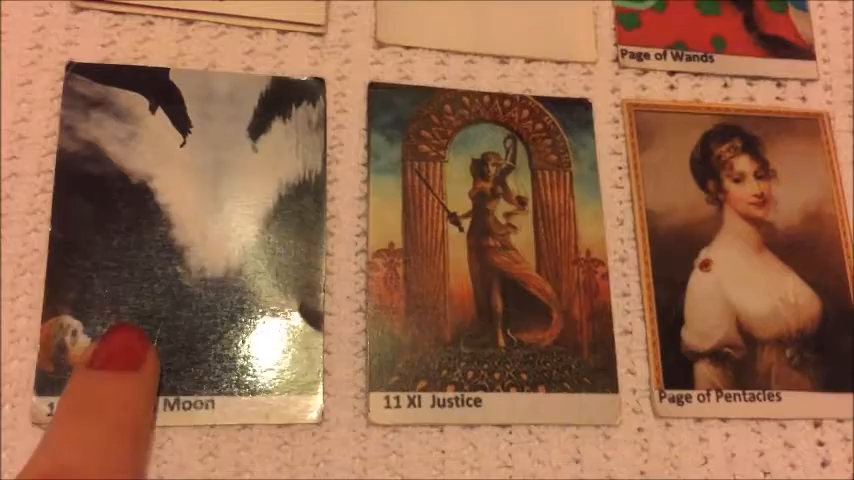 Page of Wands
Moon
11 XI Justice
Page of Pentacles